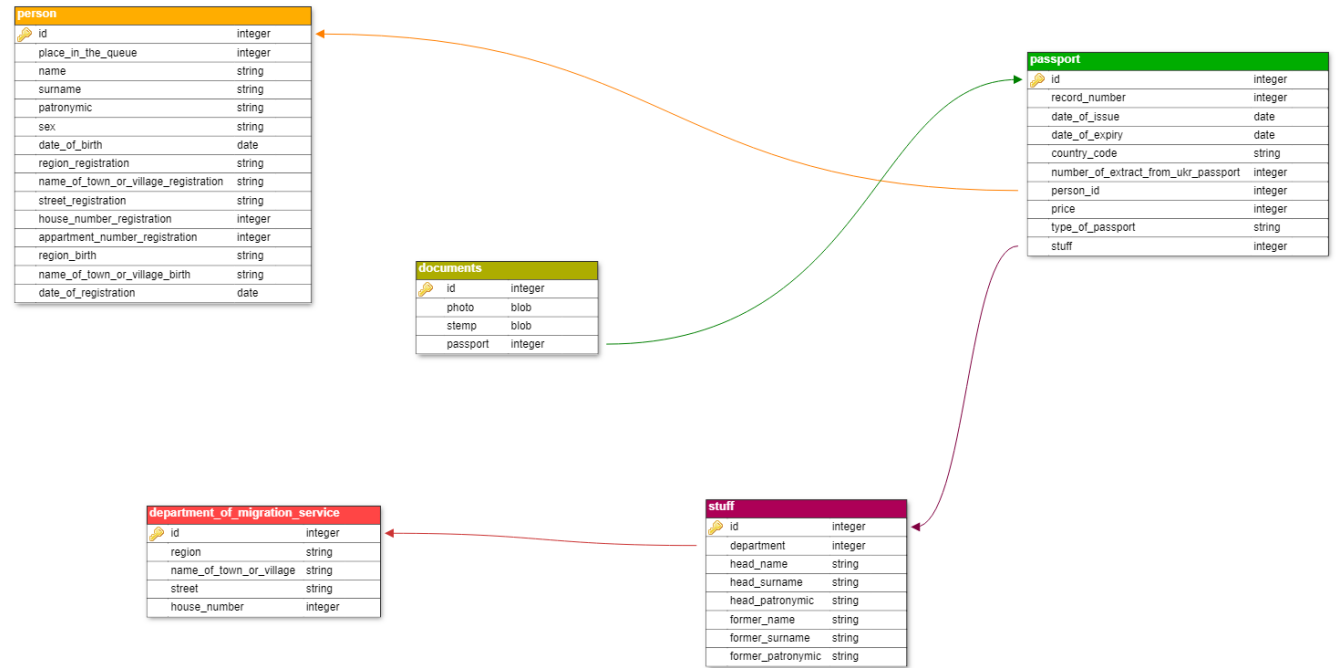 person
id integer
place_in_the_queue integer
name string
surname string
patronymic string
sex string
date_of_birth date
region_registration string
name_of_town_or_village_registration string
street_registration string
house_number_registration integer
appartment_number_registration integer
region_birth string
name_of_town_or_village_birth string
date_of_registration date
passport
id integer
record_number integer
date_of_issue date
date_of_expiry date
country_code string
number_of_extract_from_ukr_passport integer
person_id integer
price integer
type_of_passport string
stuff integer
documents
id integer
photo blob
stemp blob
passport integer
department_of_migration_service
id integer
region string
name_of_town_or_village string
street string
house_number integer
stuff
id integer
department integer
head_name string
head_surname string
head_patronymic string
former_name string
former_surname string
former_patronymic string